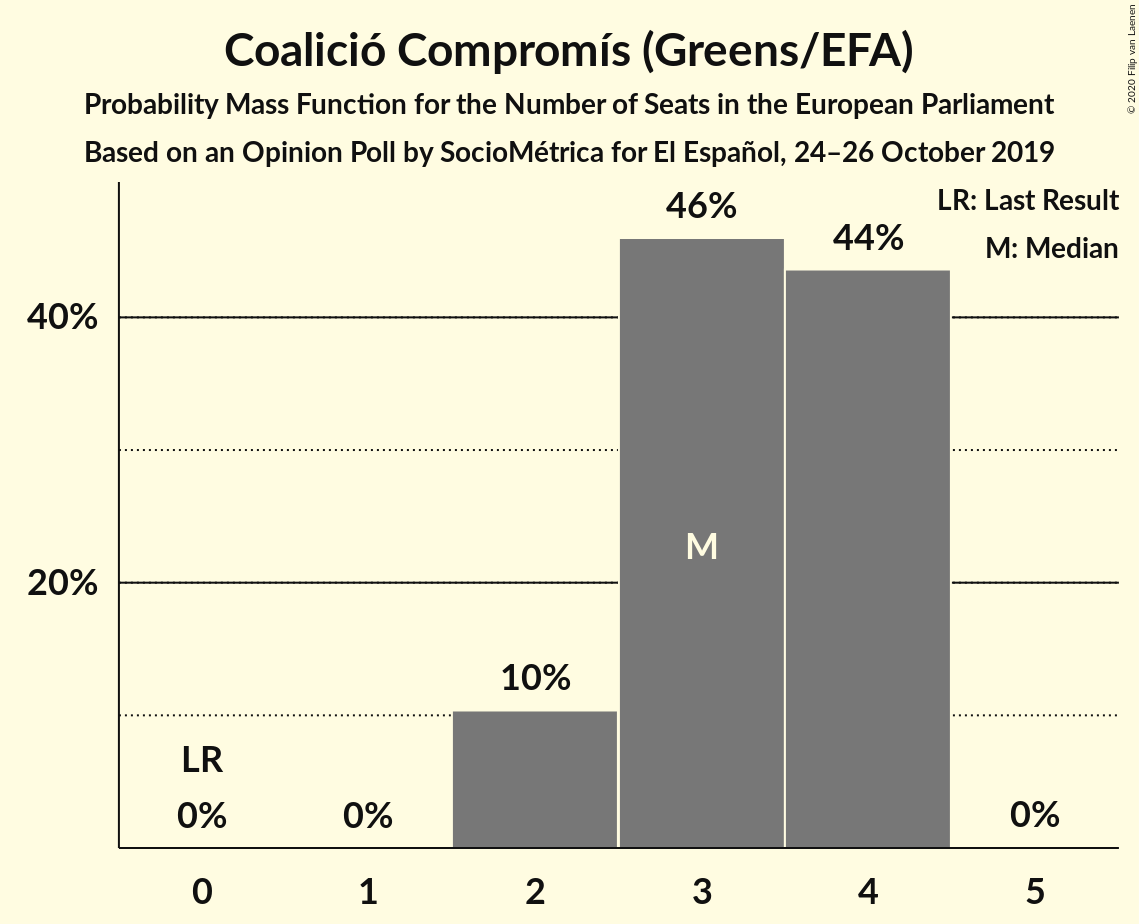 Coalició Compromís (Greens/EFA)
Probability Mass Function for the Number of Seats in the European Parliament
Based on an Opinion Poll by SocioMétrica for El Español, 24–26 October 2019
© 2020 Filip van Laenen
LR: Last Result
M: Median
46%
44%
40%
M
20%
10%
LR
0%
0%
0%
0
1
2
3
4
5